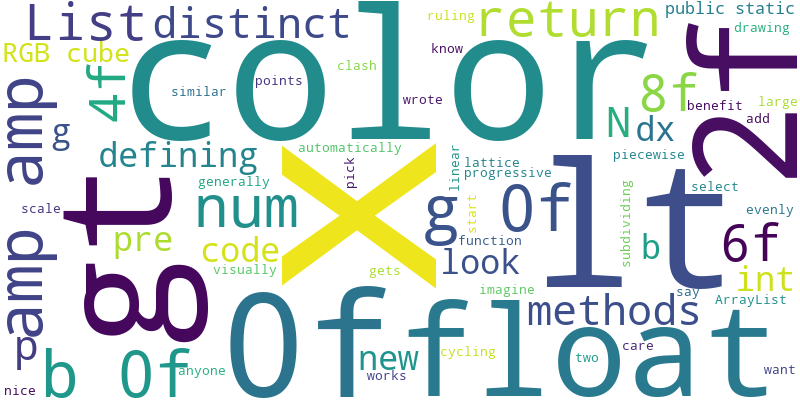 List
distinct
ruling
return
public static
drawing
RGB cube
color
know
2f
4f
similar
points
clash
wrote
8f
large
benefit
add
amp
g
N
dx
defining
automatically
pick
linear
lattice
progressive
piecewise
generally
gt
num
x
g
0f
lt
select
scale
start
subdividing
evenly
pre
code
function
b
6f
visually
gets
look
int
amp
imagine
methods
say
ArrayList
0f
float
p
b
0f
anyone
new
works
cycling
two
care
want
nice